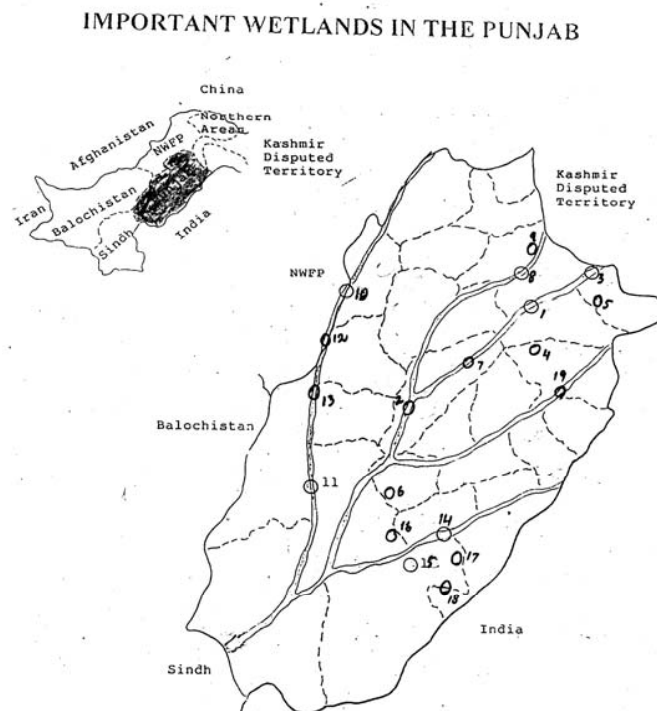 IMPORTANT WETLANDS IN THE PUNJAB
China
Northern
Arean
Afghanistan
NWFP
Kashmir
Disputed
Territory
Iran
Balochistan
Sindh
India
Kashmir
Disputed
Territory
9
8
3
NWFP
10
1
5
12
4
7
19
13
2
Balochistan
11
6
16
14
15
17
18
India
Sindh